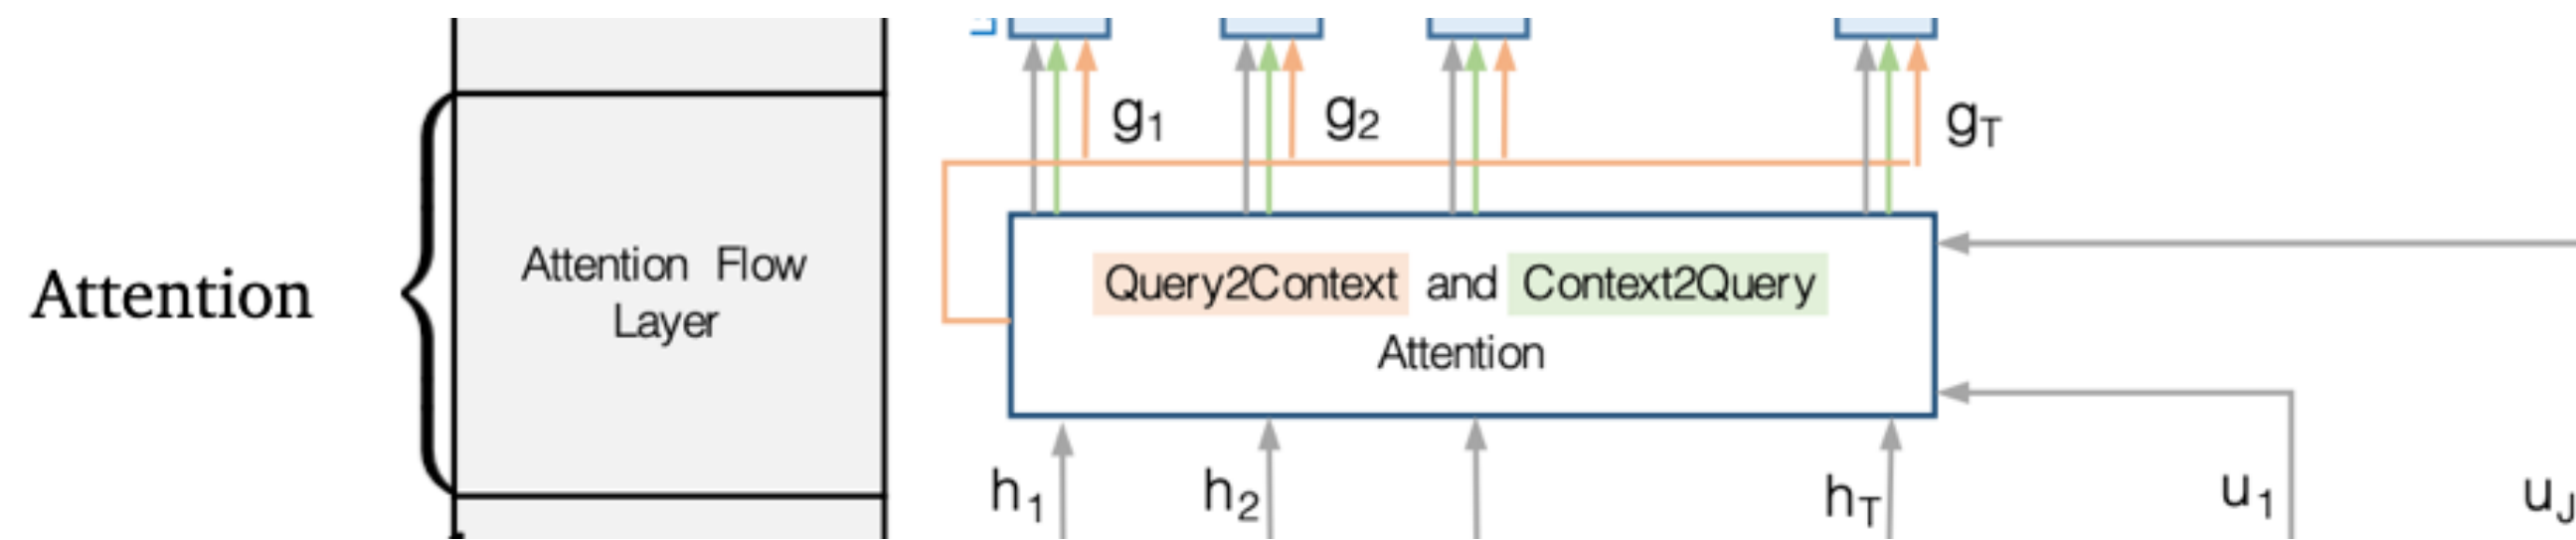 g1
g2
gT
Attention
Attention Flow
Layer
Query2Context and Context2Query
Attention
h1
h2
hT
u1
uJ